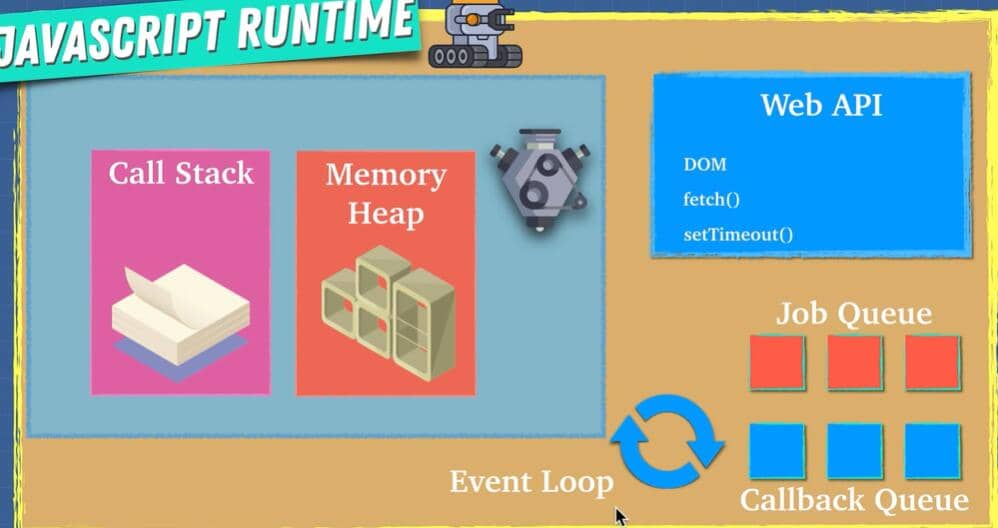 JAVASCRIPT RUNTIME
Call Stack
Memory
Heap
Web API
DOM
fetch()
setTimeout()
Job Queue
Event Loop
Callback Queue